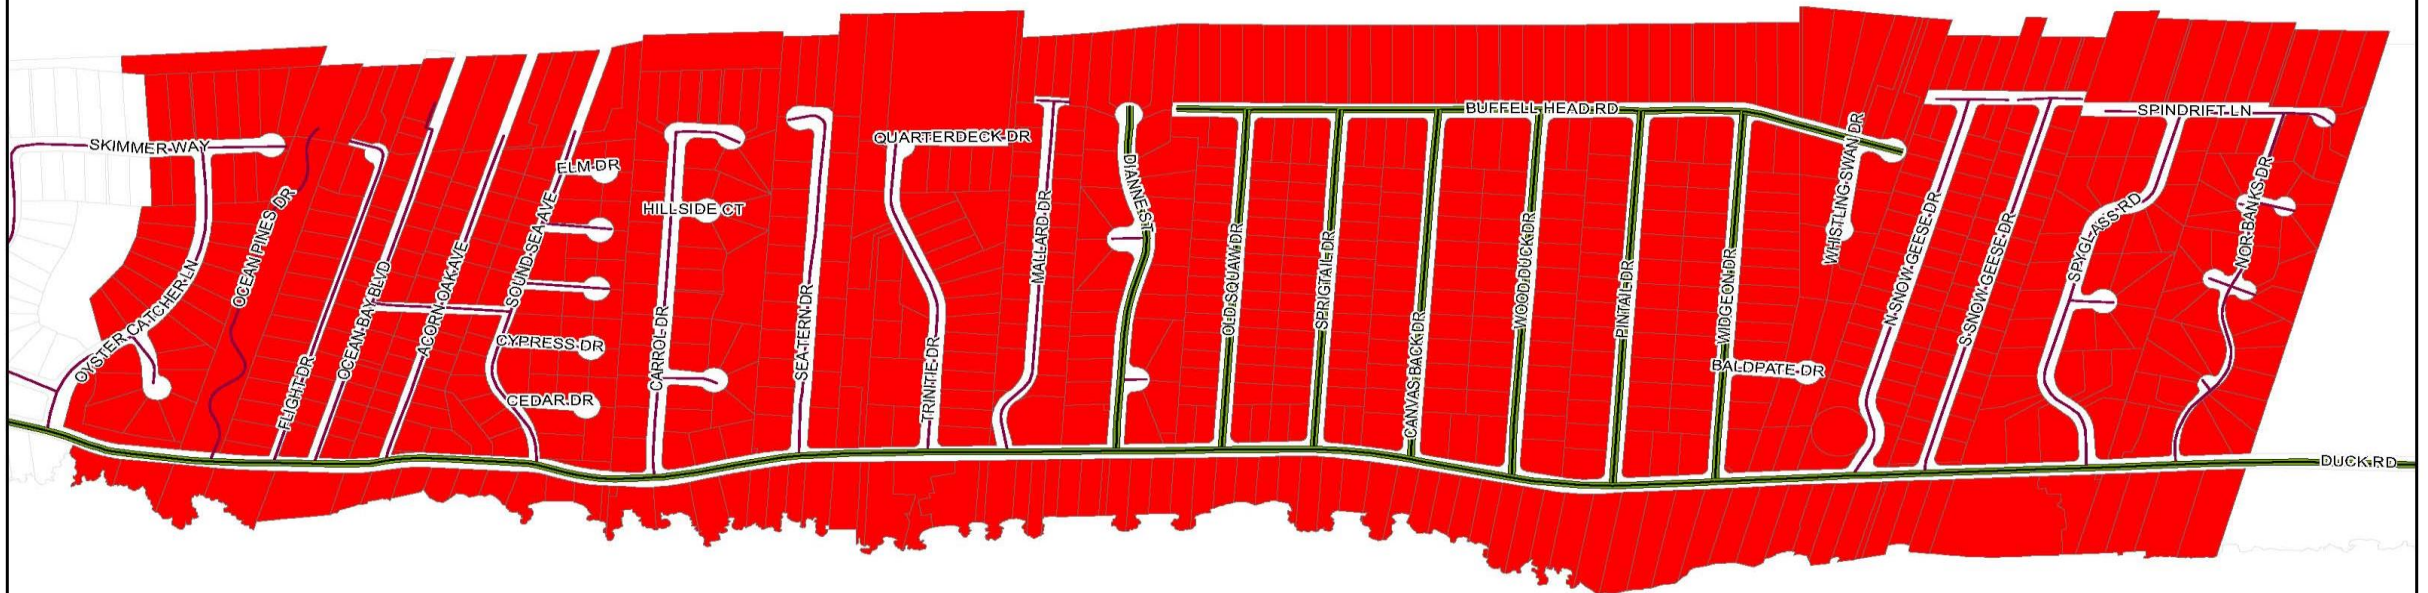 SKIMMER WAY
OYSTER CATCHER LN
OCEAN PINES DR
FLIGHT DR
OCEAN BAY BLVD
ACORN OAK AVE
SOUND SEA AVE
ELM DR
CYPRESS DR
CEDAR DR
HILLSIDE CT
CARROL DR
SEA TERN DR
QUARTERDECK DR
TRINITIE DR
MALLARD DR
DIANNE ST
BUFFELL HEAD RD
OLD SQUAW DR
SPRIGTAIL DR
CANVAS BACK DR
WOOD DUCK DR
PINTAIL DR
WIDGEON DR
BALDPATE DR
WHISTLING SWAN DR
N SNOW GEESE DR
S SNOW GEESE DR
SPYGLASS RD
SPINDRIFT LN
NOR BANKS DR
DUCK RD